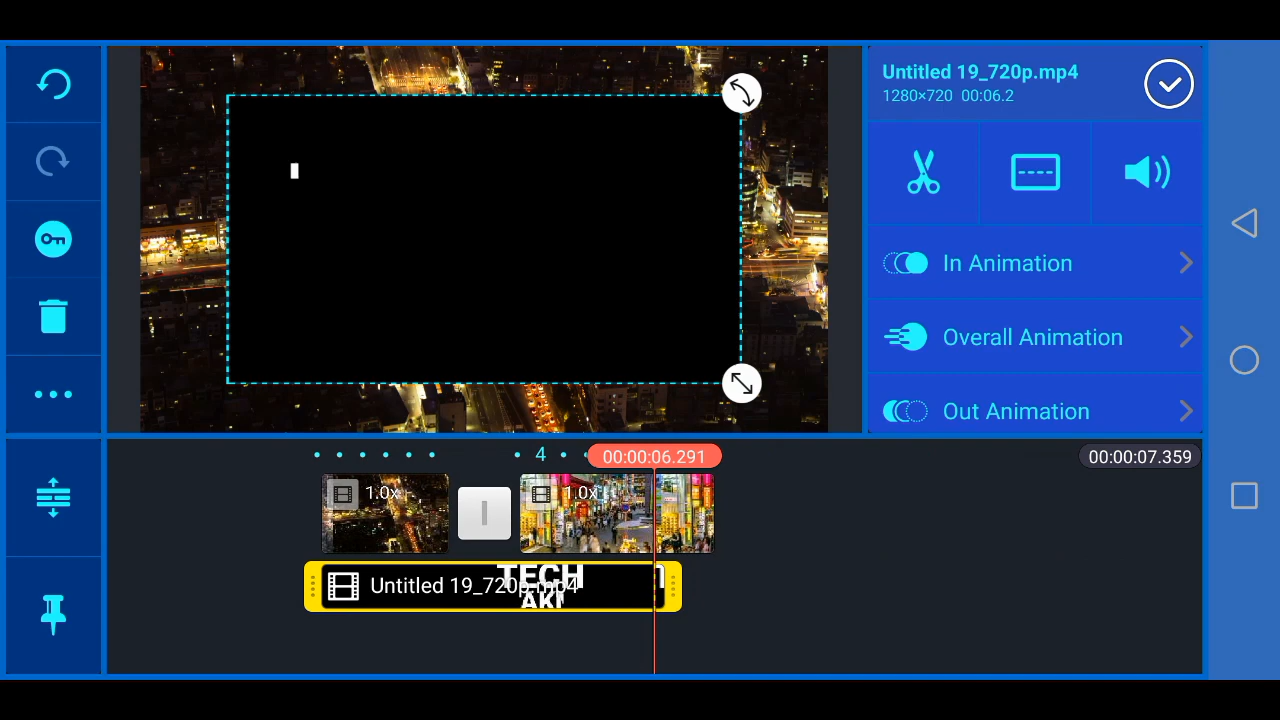 Untitled 19_720p.mp4
1280×720 00:06.2
In Animation
Overall Animation
Out Animation
4
00:00:06.291
00:00:07.359
1.0x
1.0x
TECH
Untitled 19_720p.mp4